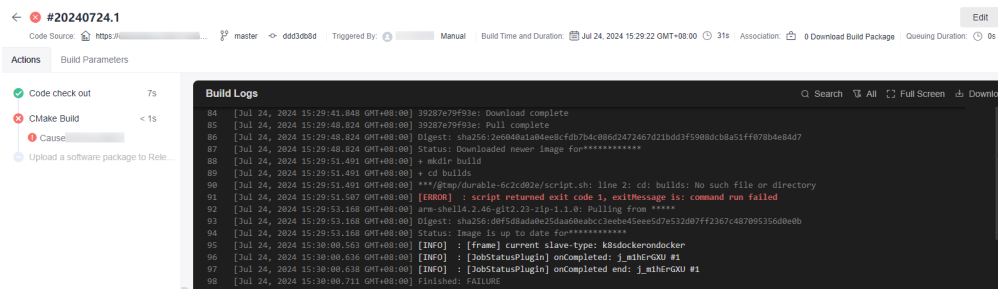 #20240724.1
Edit
Code Source: https:/ master ddd3db8d Triggered By: Manual Build Time and Duration: Jul 24, 2024 15:29:22 GMT+08:00 31s Association: 0 Download Build Package Queuing Duration: 0s
Actions Build Parameters
Code check out 7s
CMake Build < 1s
Cause
Upload a software package to Rele...
Build Logs Search All Full Screen Downlo
84 [Jul 24, 2024 15:29:41.848 GMT+08:00] 39287e79f93e: Download complete
85 [Jul 24, 2024 15:29:48.824 GMT+08:00] 39287e79f93e: Pull complete
86 [Jul 24, 2024 15:29:48.824 GMT+08:00] Digest: sha256:2e6040a1a04ee8cfdb7b4c086d2472467d21bdd3f5908dcb8a51ff078b4e84d7
87 [Jul 24, 2024 15:29:48.824 GMT+08:00] Status: Downloaded newer image for************
88 [Jul 24, 2024 15:29:51.491 GMT+08:00] + mkdir build
89 [Jul 24, 2024 15:29:51.491 GMT+08:00] + cd builds
90 [Jul 24, 2024 15:29:51.491 GMT+08:00] ***/@tmp/durable-6c2cd02e/script.sh: line 2: cd: builds: No such file or directory
91 [Jul 24, 2024 15:29:51.507 GMT+08:00] [ERROR] : script returned exit code 1, exitMessage is: command run failed
92 [Jul 24, 2024 15:29:53.168 GMT+08:00] arm-shell4.2.46-git2.23-zip-1.1.0: Pulling from *****
93 [Jul 24, 2024 15:29:53.168 GMT+08:00] Digest: sha256:d0f5d8ada0e25daa60eabcc3eebe45eee5d7e532d07ff2367c487095356d0e0b
94 [Jul 24, 2024 15:29:53.168 GMT+08:00] Status: Image is up to date for************
95 [Jul 24, 2024 15:30:00.563 GMT+08:00] [INFO] : [frame] current slave-type: k8sdockerondocker
96 [Jul 24, 2024 15:30:00.636 GMT+08:00] [INFO] : [JobStatusPlugin] onCompleted: j_m1hErGXU #1
97 [Jul 24, 2024 15:30:00.638 GMT+08:00] [INFO] : [JobStatusPlugin] onCompleted end: j_m1hErGXU #1
98 [Jul 24, 2024 15:30:00.711 GMT+08:00] Finished: FAILURE